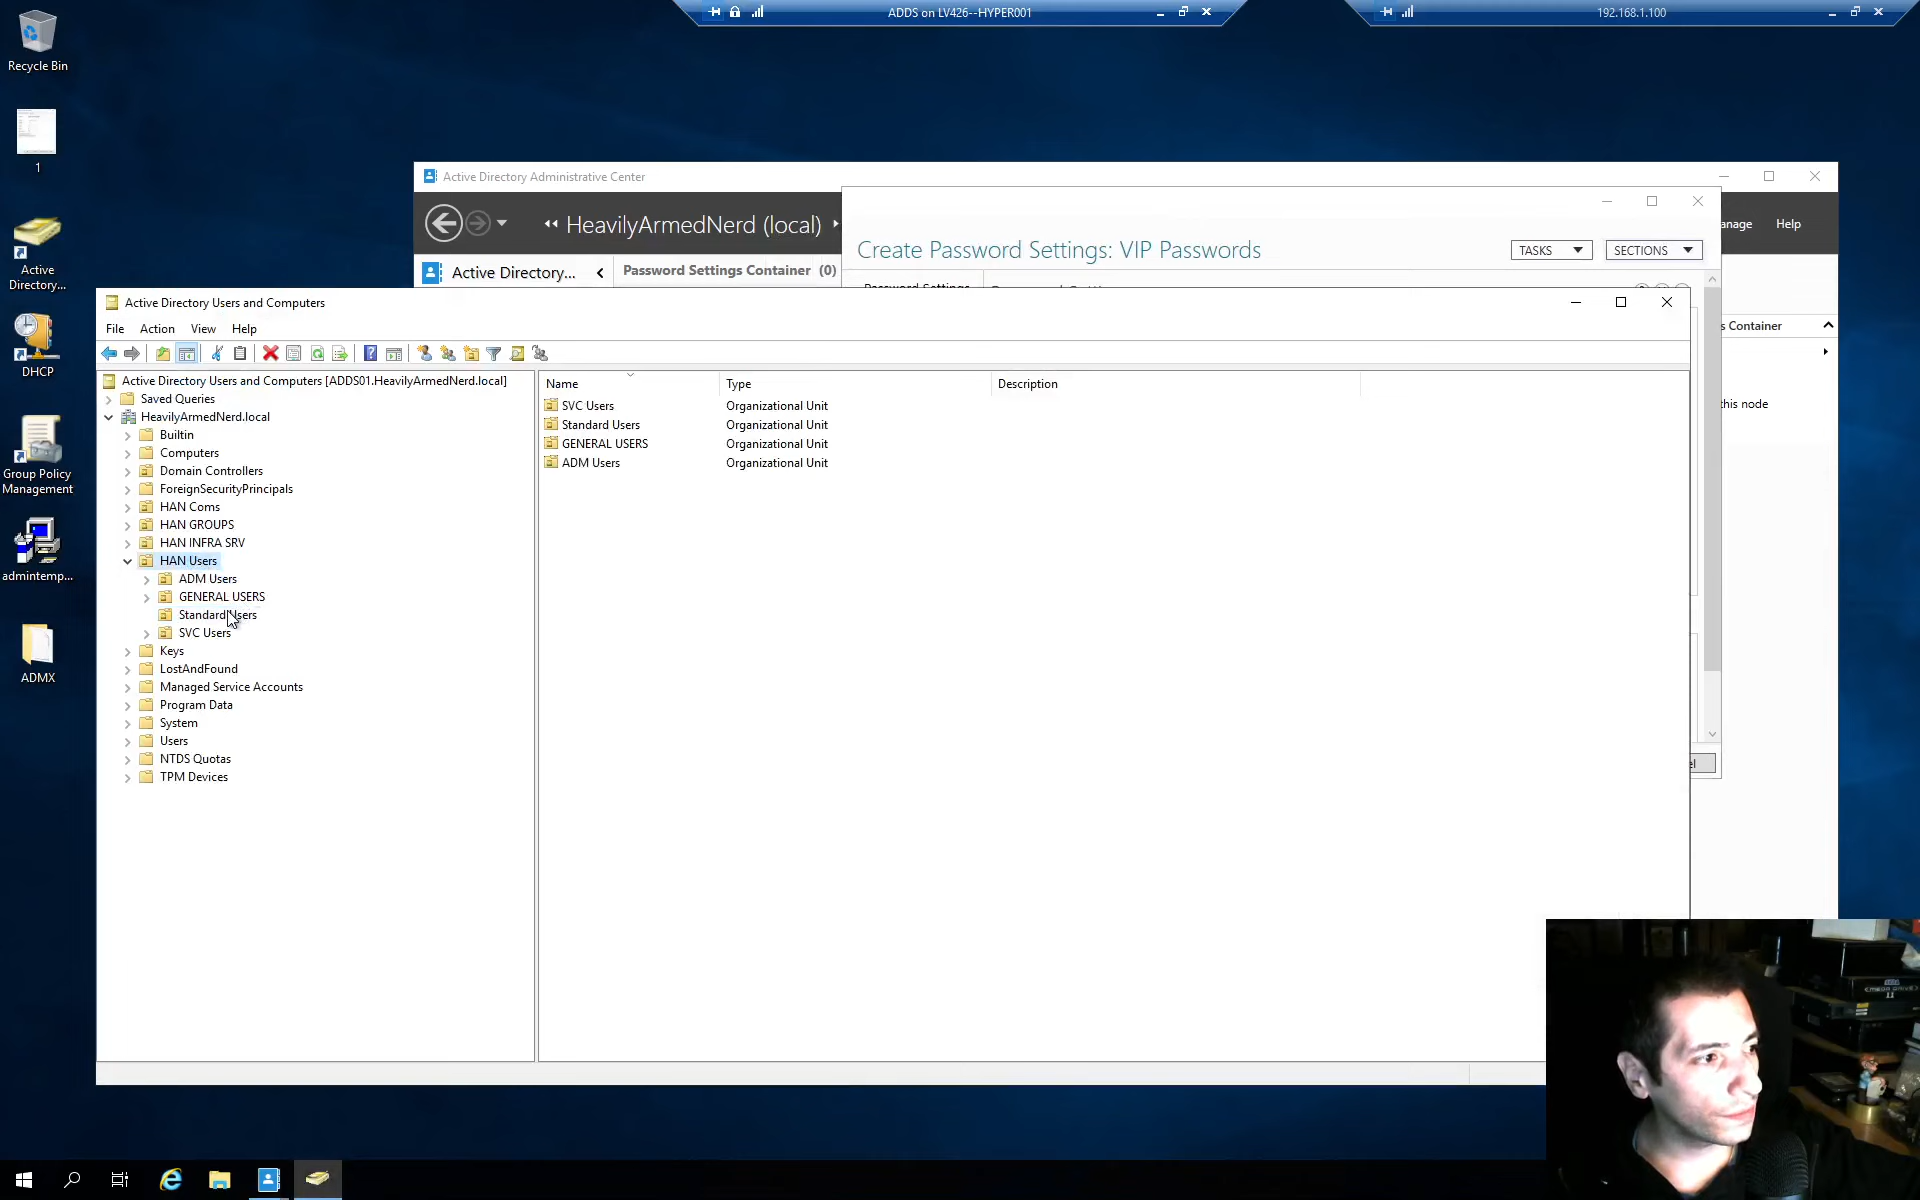 ADDS on LV426--HYPER001
192.168.1.100
Recycle Bin
1
Active
Directory...
DHCP
Group Policy
Management
admintemp...
ADMX
Active Directory Administrative Center
HeavilyArmedNerd (local)
anage
Help
Create Password Settings: VIP Passwords
TASKS
SECTIONS
Active Directory...
Password Settings Container (0)
Password Settings
s Container
this node
el
Active Directory Users and Computers
File
Action
View
Help
Active Directory Users and Computers [ADDS01.HeavilyArmedNerd.local]
Saved Queries
HeavilyArmedNerd.local
Builtin
Computers
Domain Controllers
ForeignSecurityPrincipals
HAN Coms
HAN GROUPS
HAN INFRA SRV
HAN Users
ADM Users
GENERAL USERS
Standard Users
SVC Users
Keys
LostAndFound
Managed Service Accounts
Program Data
System
Users
NTDS Quotas
TPM Devices
Name Type Description
SVC Users Organizational Unit
Standard Users Organizational Unit
GENERAL USERS Organizational Unit
ADM Users Organizational Unit